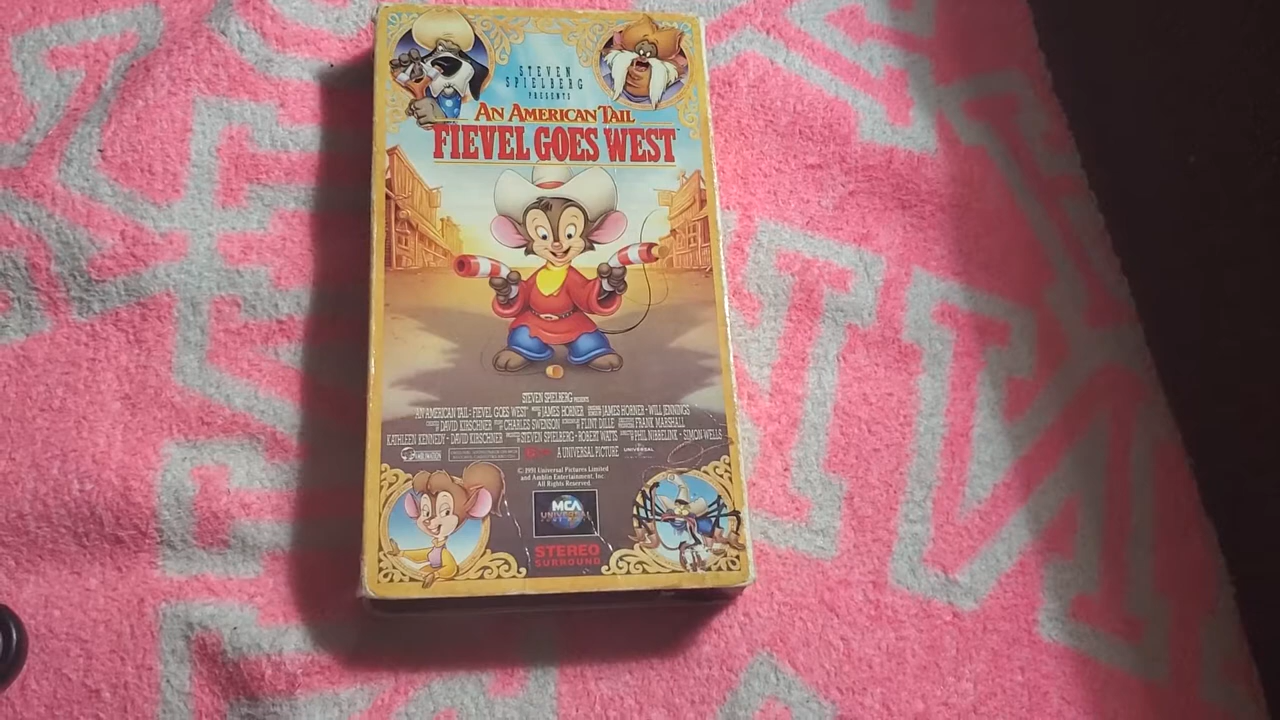 STEVEN
SPIELBERG
PRESENTS
AN AMERICAN TAIL
FIEVEL GOES WEST™
STEVEN SPIELBERG PRESENTS
AN AMERICAN TAIL: FIEVEL GOES WEST JAMES HORNER JAMES HORNER - WILL JENNINGS
DAVID KIRSCHNER CHARLES SWENSON FLINT DILLE FRANK MARSHALL
KATHLEEN KENNEDY - DAVID KIRSCHNER STEVEN SPIELBERG - ROBERT WATTS PHIL NIBBELINK - SIMON WELLS
A UNIVERSAL PICTURE UNIVERSAL
© 1991 Universal Pictures Limited
and Amblin Entertainment, Inc.
All Rights Reserved.
MCA
UNIVERSAL
STEREO
SURROUND